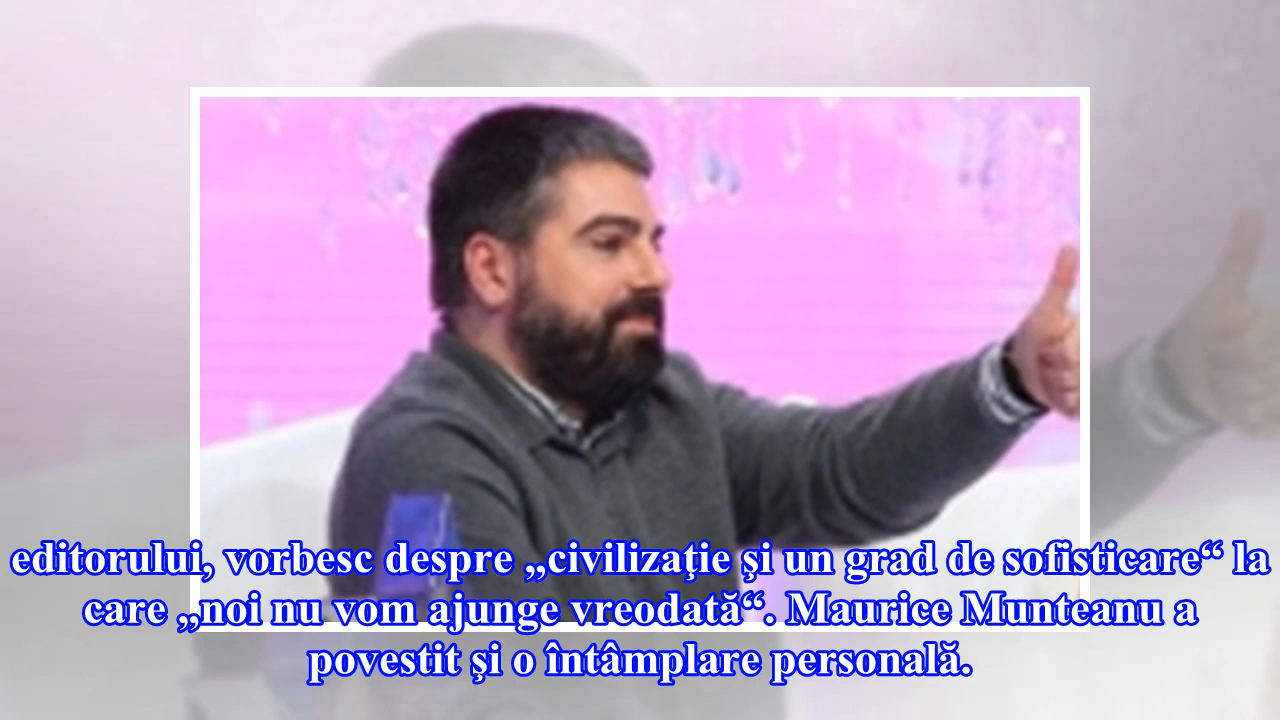 editorului, vorbesc despre „civilizaţie şi un grad de sofisticare“ la
care „noi nu vom ajunge vreodată“. Maurice Munteanu a
povestit şi o întâmplare personală.